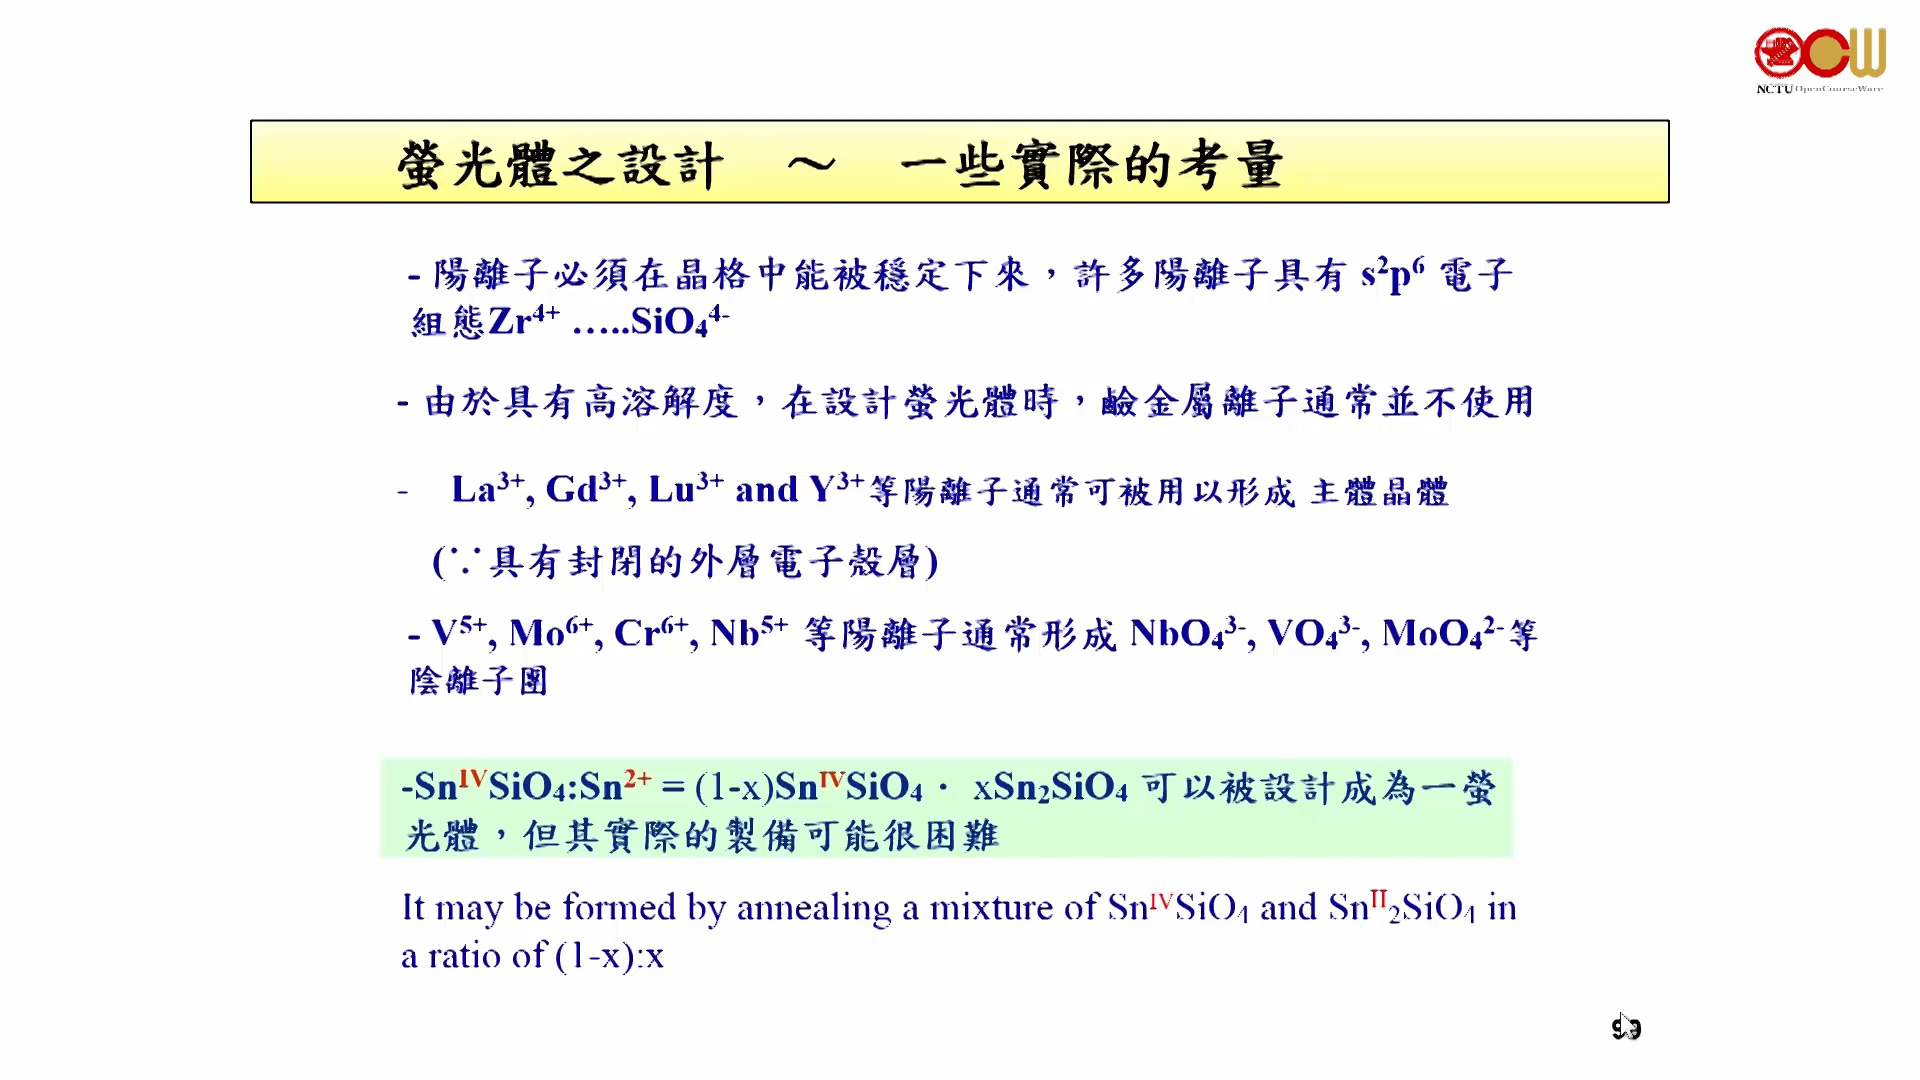 NCTU OpenCourseWare
螢光體之設計 ～ 一些實際的考量
- 陽離子必須在晶格中能被穩定下來，許多陽離子具有 s²p⁶ 電子
組態Zr⁴⁺ …..SiO₄⁴⁻
- 由於具有高溶解度，在設計螢光體時，鹼金屬離子通常並不使用
- La³⁺, Gd³⁺, Lu³⁺ and Y³⁺等陽離子通常可被用以形成 主體晶體
(∵具有封閉的外層電子殼層)
- V⁵⁺, Mo⁶⁺, Cr⁶⁺, Nb⁵⁺ 等陽離子通常形成 NbO₄³⁻, VO₄³⁻, MoO₄²⁻等
陰離子團
-Snᴵⱽ SiO₄:Sn²⁺ = (1-x)Snᴵⱽ SiO₄ · xSn₂SiO₄ 可以被設計成為一螢
光體，但其實際的製備可能很困難
It may be formed by annealing a mixture of Snᴵⱽ SiO₄ and Snᴵᴵ₂SiO₄ in
a ratio of (1-x):x